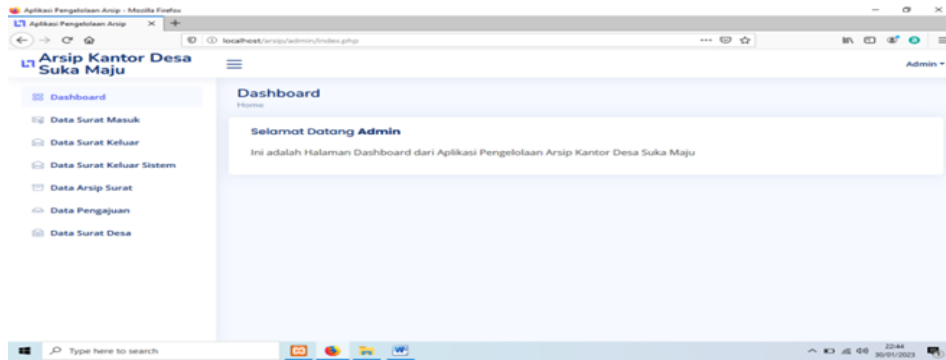 Aplikasi Pengelolaan Arsip - Mozilla Firefox
Aplikasi Pengelolaan Arsip
localhost/arsip/admin/index.php
Arsip Kantor Desa
Suka Maju
Admin
Dashboard
Data Surat Masuk
Data Surat Keluar
Data Surat Keluar Sistem
Data Arsip Surat
Data Pengajuan
Data Surat Desa
Dashboard
Home
Selamat Datang Admin
Ini adalah Halaman Dashboard dari Aplikasi Pengelolaan Arsip Kantor Desa Suka Maju
Type here to search
22:44
30/01/2023